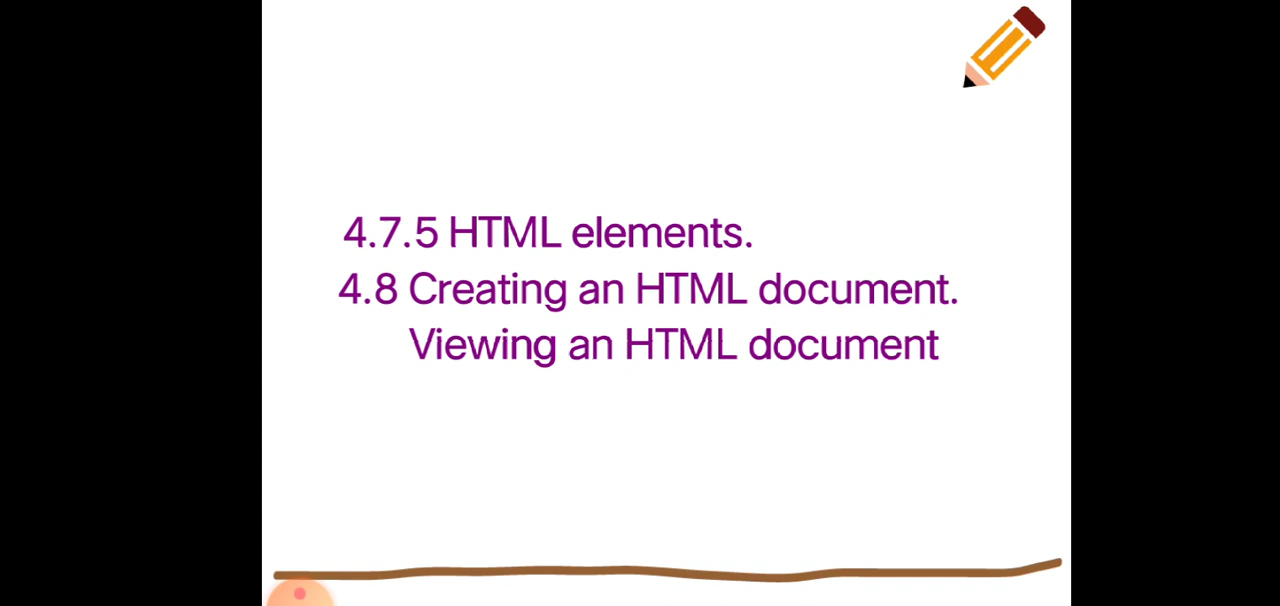 4.7.5 HTML elements.
4.8 Creating an HTML document.
Viewing an HTML document